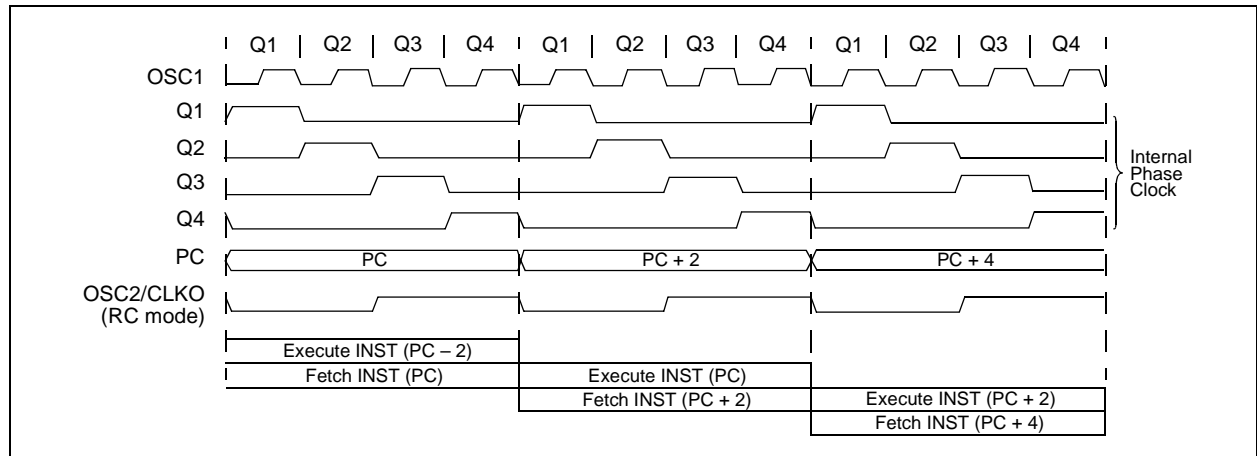 Q1 Q2 Q3 Q4 Q1 Q2 Q3 Q4 Q1 Q2 Q3 Q4
OSC1
Q1
Q2
Q3
Q4
Internal
Phase
Clock
PC PC PC + 2 PC + 4
OSC2/CLKO
(RC mode)
Execute INST (PC – 2)
Fetch INST (PC) Execute INST (PC)
Fetch INST (PC + 2) Execute INST (PC + 2)
Fetch INST (PC + 4)